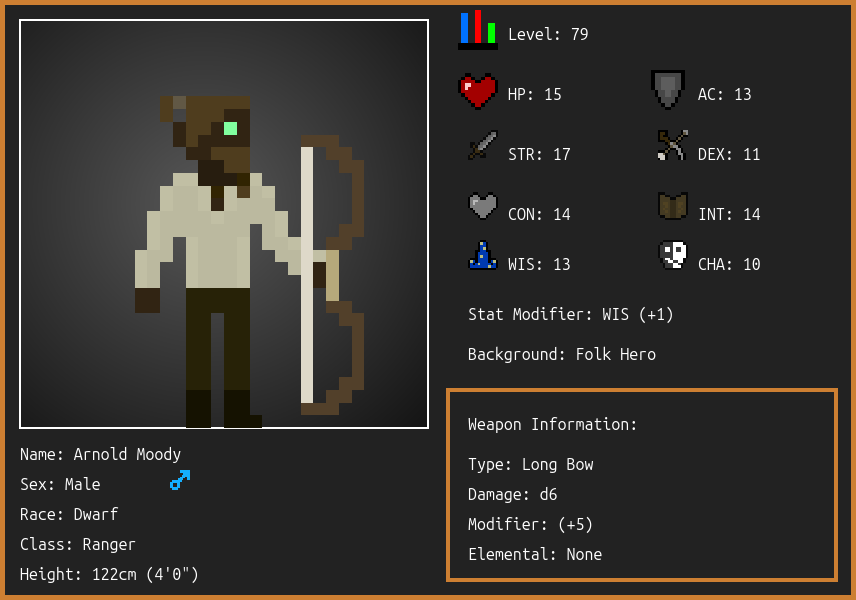 Level: 79
HP: 15
AC: 13
STR: 17
DEX: 11
CON: 14
INT: 14
WIS: 13
CHA: 10
Stat Modifier: WIS (+1)
Background: Folk Hero
Weapon Information:
Type: Long Bow
Damage: d6
Modifier: (+5)
Elemental: None
Name: Arnold Moody
Sex: Male
Race: Dwarf
Class: Ranger
Height: 122cm (4'0")